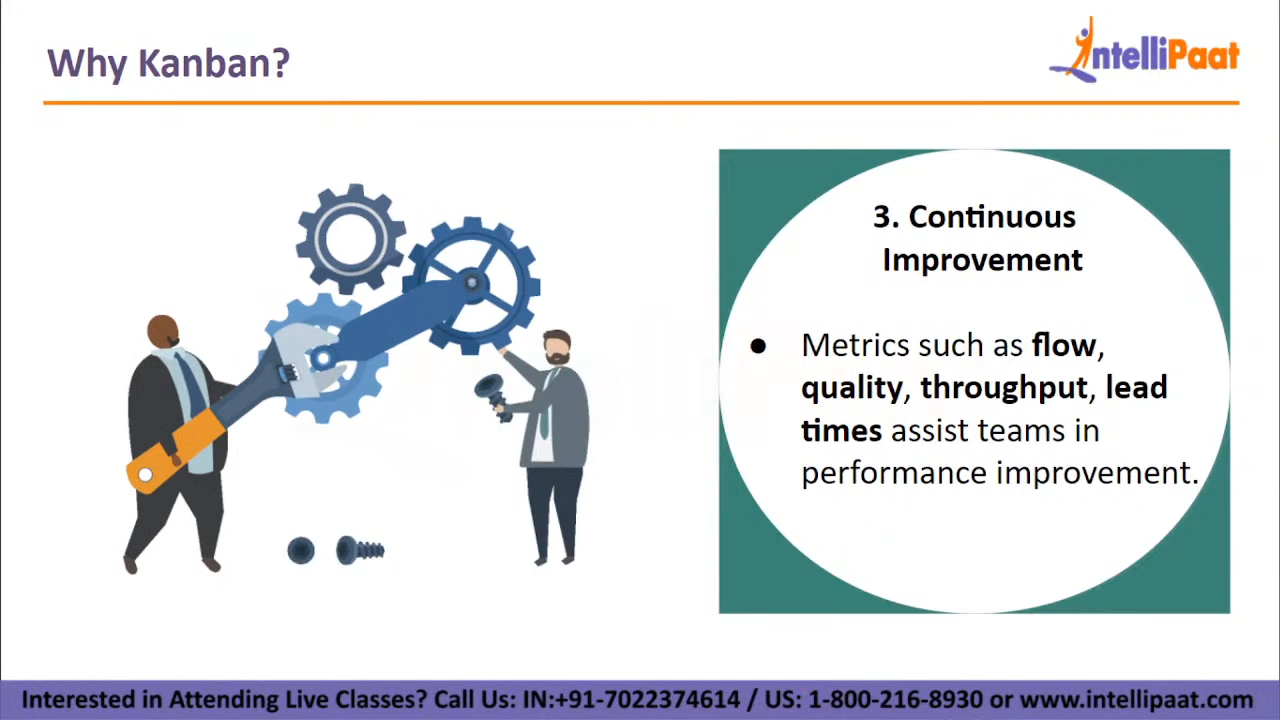 Why Kanban?
IntelliPaat
3. Continuous
Improvement
● Metrics such as flow,
quality, throughput, lead
times assist teams in
performance improvement.
Interested in Attending Live Classes? Call Us: IN:+91-7022374614 / US: 1-800-216-8930 or www.intellipaat.com